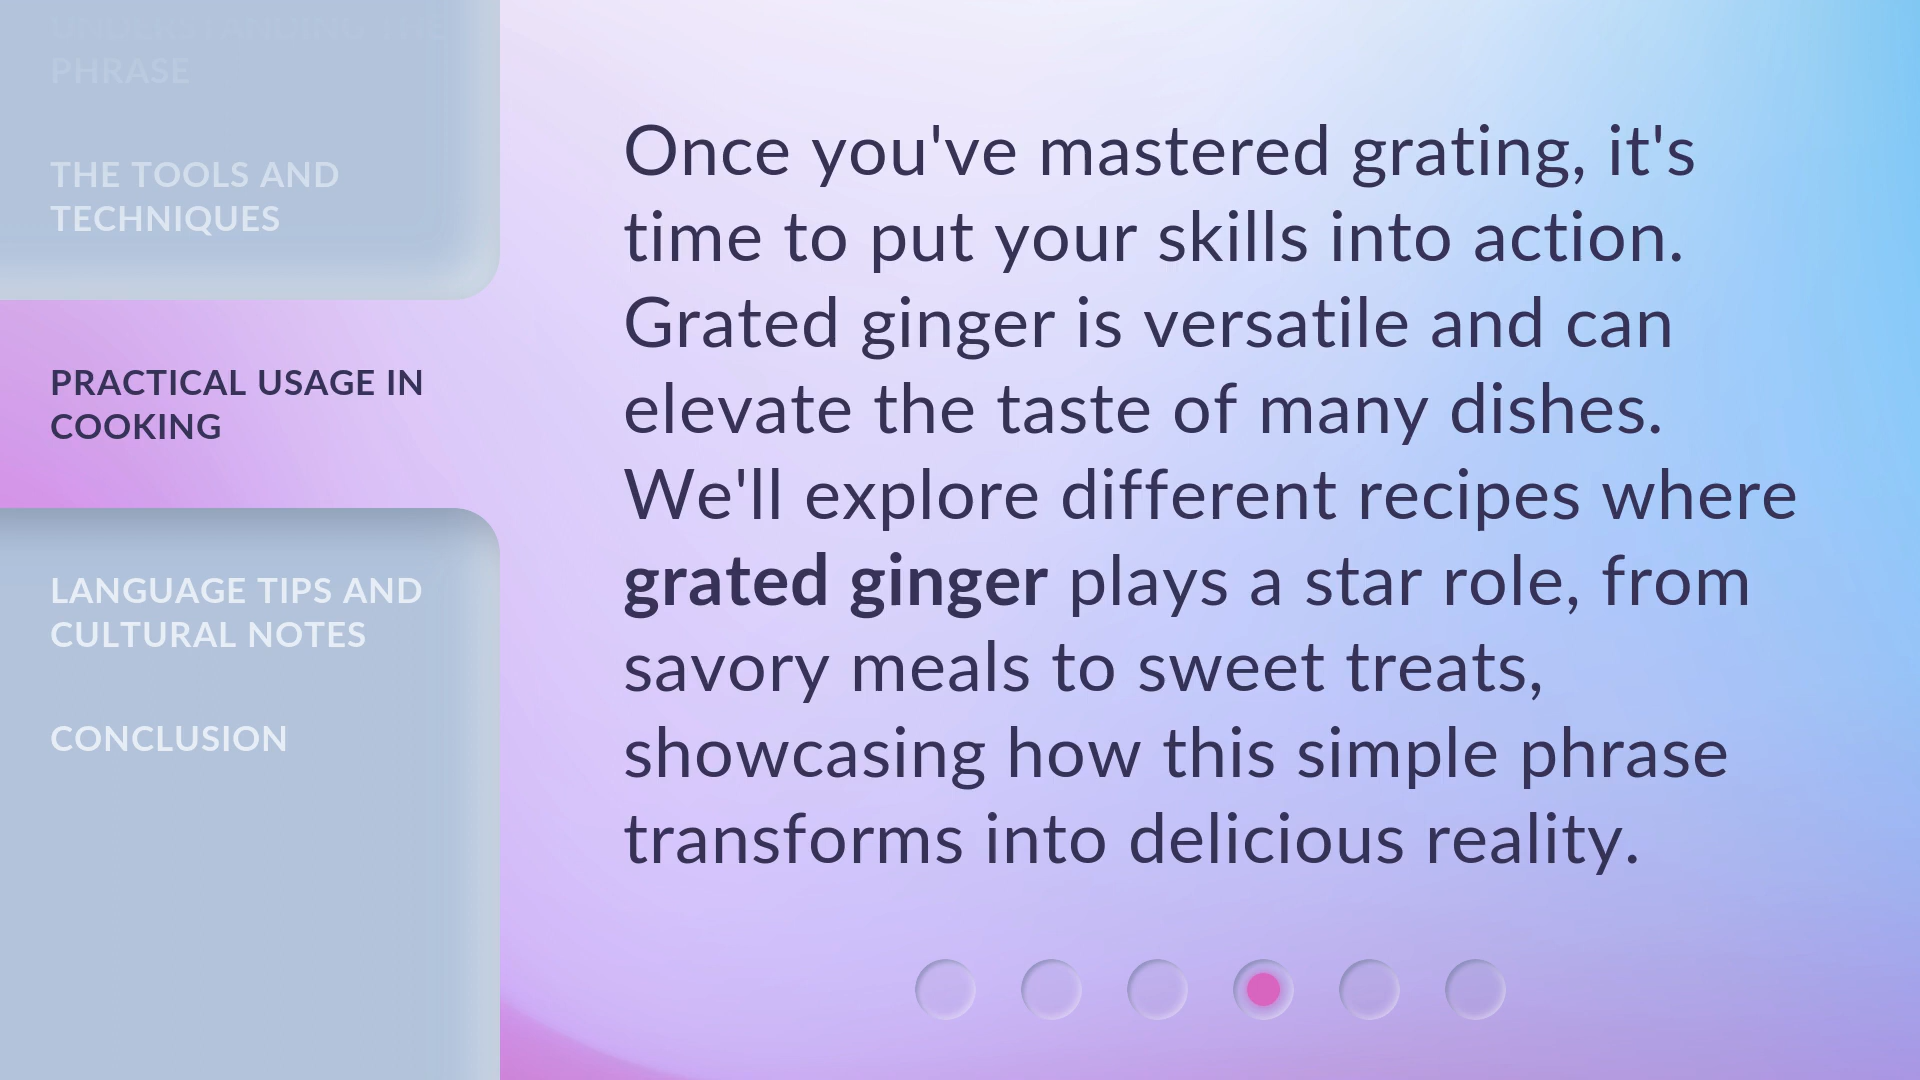 UNDERSTANDING THE
PHRASE
THE TOOLS AND
TECHNIQUES
PRACTICAL USAGE IN
COOKING
LANGUAGE TIPS AND
CULTURAL NOTES
CONCLUSION
Once you've mastered grating, it's
time to put your skills into action.
Grated ginger is versatile and can
elevate the taste of many dishes.
We'll explore different recipes where
grated ginger plays a star role, from
savory meals to sweet treats,
showcasing how this simple phrase
transforms into delicious reality.